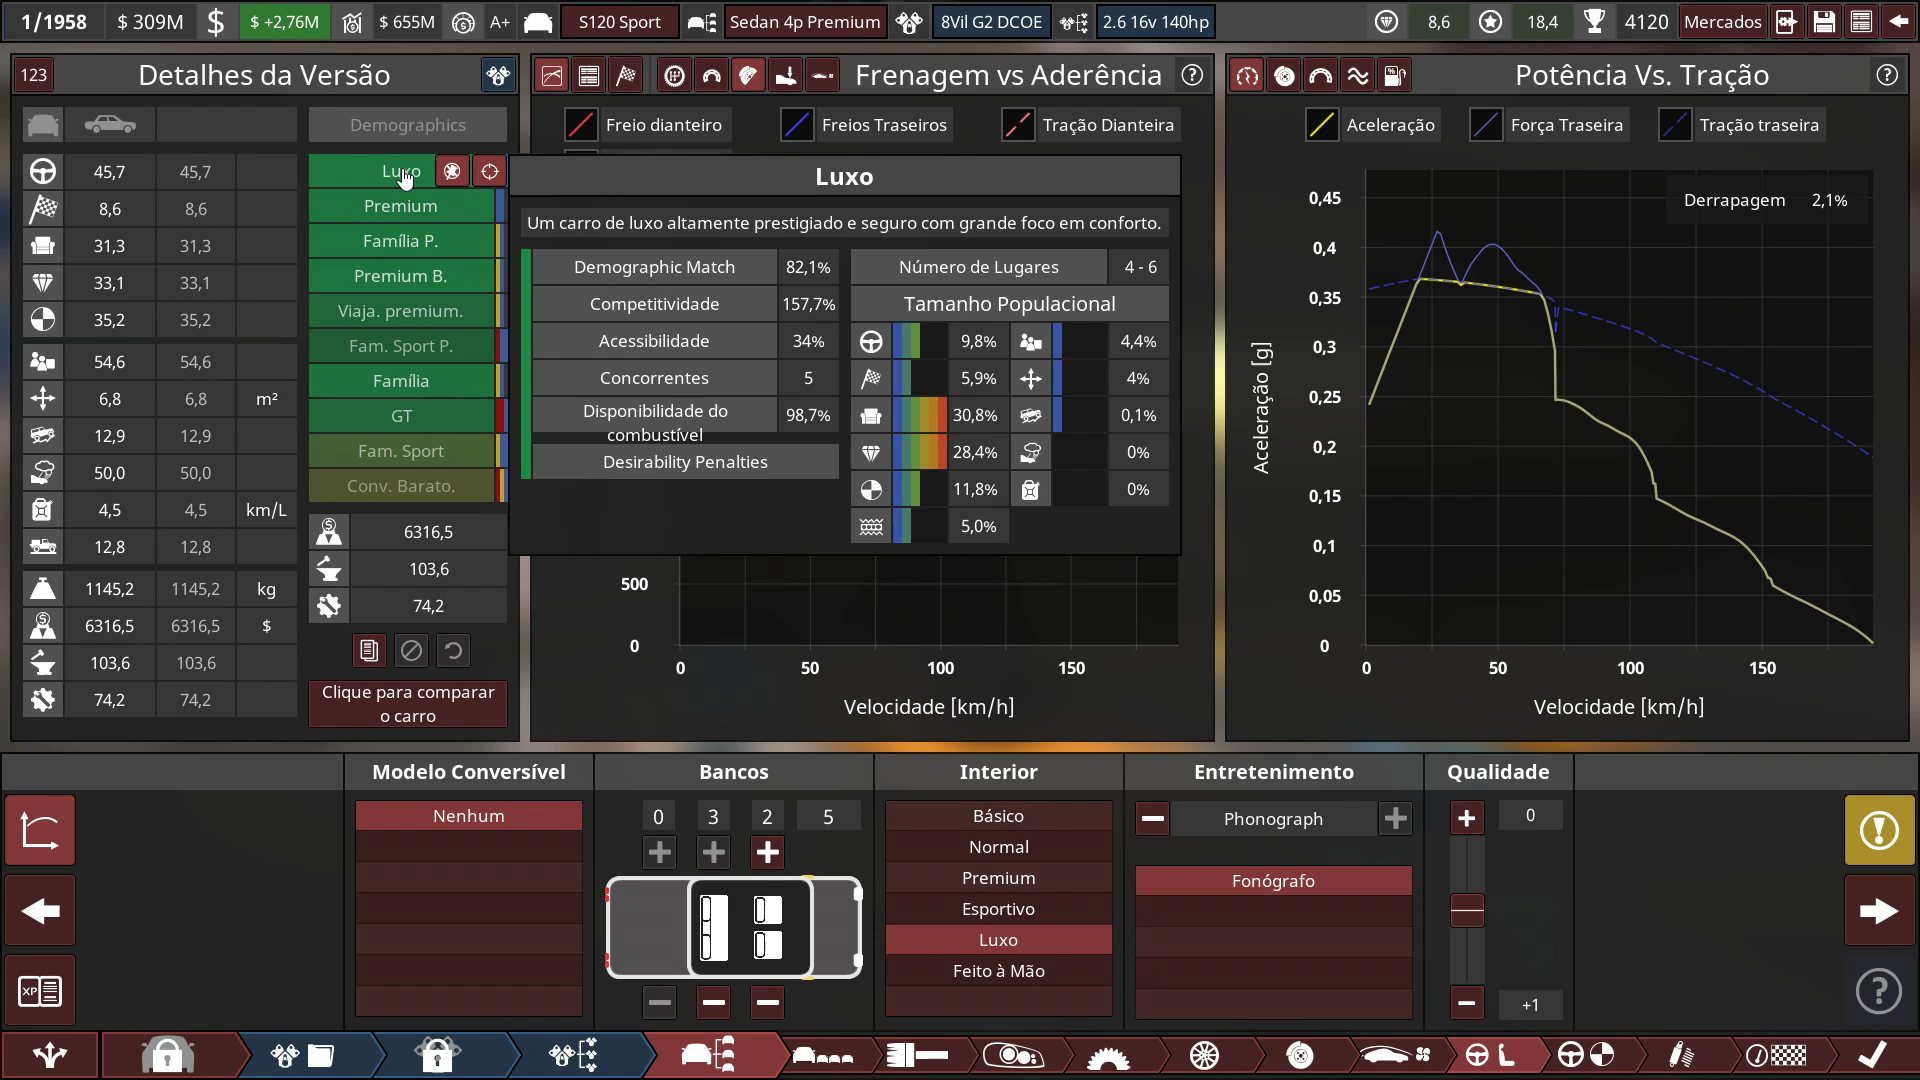 1/1958
$ 309M
$ +2,76M
$ 655M
A+
S120 Sport
Sedan 4p Premium
8Vil G2 DCOE
2.6 16v 140hp
8,6
18,4
4120
Mercados
123
Detalhes da Versão
Demographics
45,7 45,7
8,6 8,6
31,3 31,3
33,1 33,1
35,2 35,2
54,6 54,6
6,8 6,8 m²
12,9 12,9
50,0 50,0
4,5 4,5 km/L
12,8 12,8
1145,2 1145,2 kg
6316,5 6316,5 $
103,6 103,6
74,2 74,2
Luxo
Premium
Família P.
Premium B.
Viaja. premium.
Fam. Sport P.
Família
GT
Fam. Sport
Conv. Barato.
6316,5
103,6
74,2
Clique para comparar
o carro
Frenagem vs Aderência
Freio dianteiro
Freios Traseiros
Tração Dianteira
Luxo
Um carro de luxo altamente prestigiado e seguro com grande foco em conforto.
Demographic Match 82,1%
Competitividade 157,7%
Acessibilidade 34%
Concorrentes 5
Disponibilidade do
combustível
98,7%
Desirability Penalties
Número de Lugares 4 - 6
Tamanho Populacional
9,8% 4,4%
5,9% 4%
30,8% 0,1%
28,4% 0%
11,8% 0%
5,0%
500
0
0 50 100 150
Velocidade [km/h]
Potência Vs. Tração
Aceleração
Força Traseira
Tração traseira
Derrapagem 2,1%
0,45
0,4
0,35
0,3
0,25
0,2
0,15
0,1
0,05
0
Aceleração [g]
0 50 100 150
Velocidade [km/h]
Modelo Conversível
Nenhum
Bancos
0 3 2 5
Interior
Básico
Normal
Premium
Esportivo
Luxo
Feito à Mão
Entretenimento
Phonograph
Fonógrafo
Qualidade
0
+1
XP